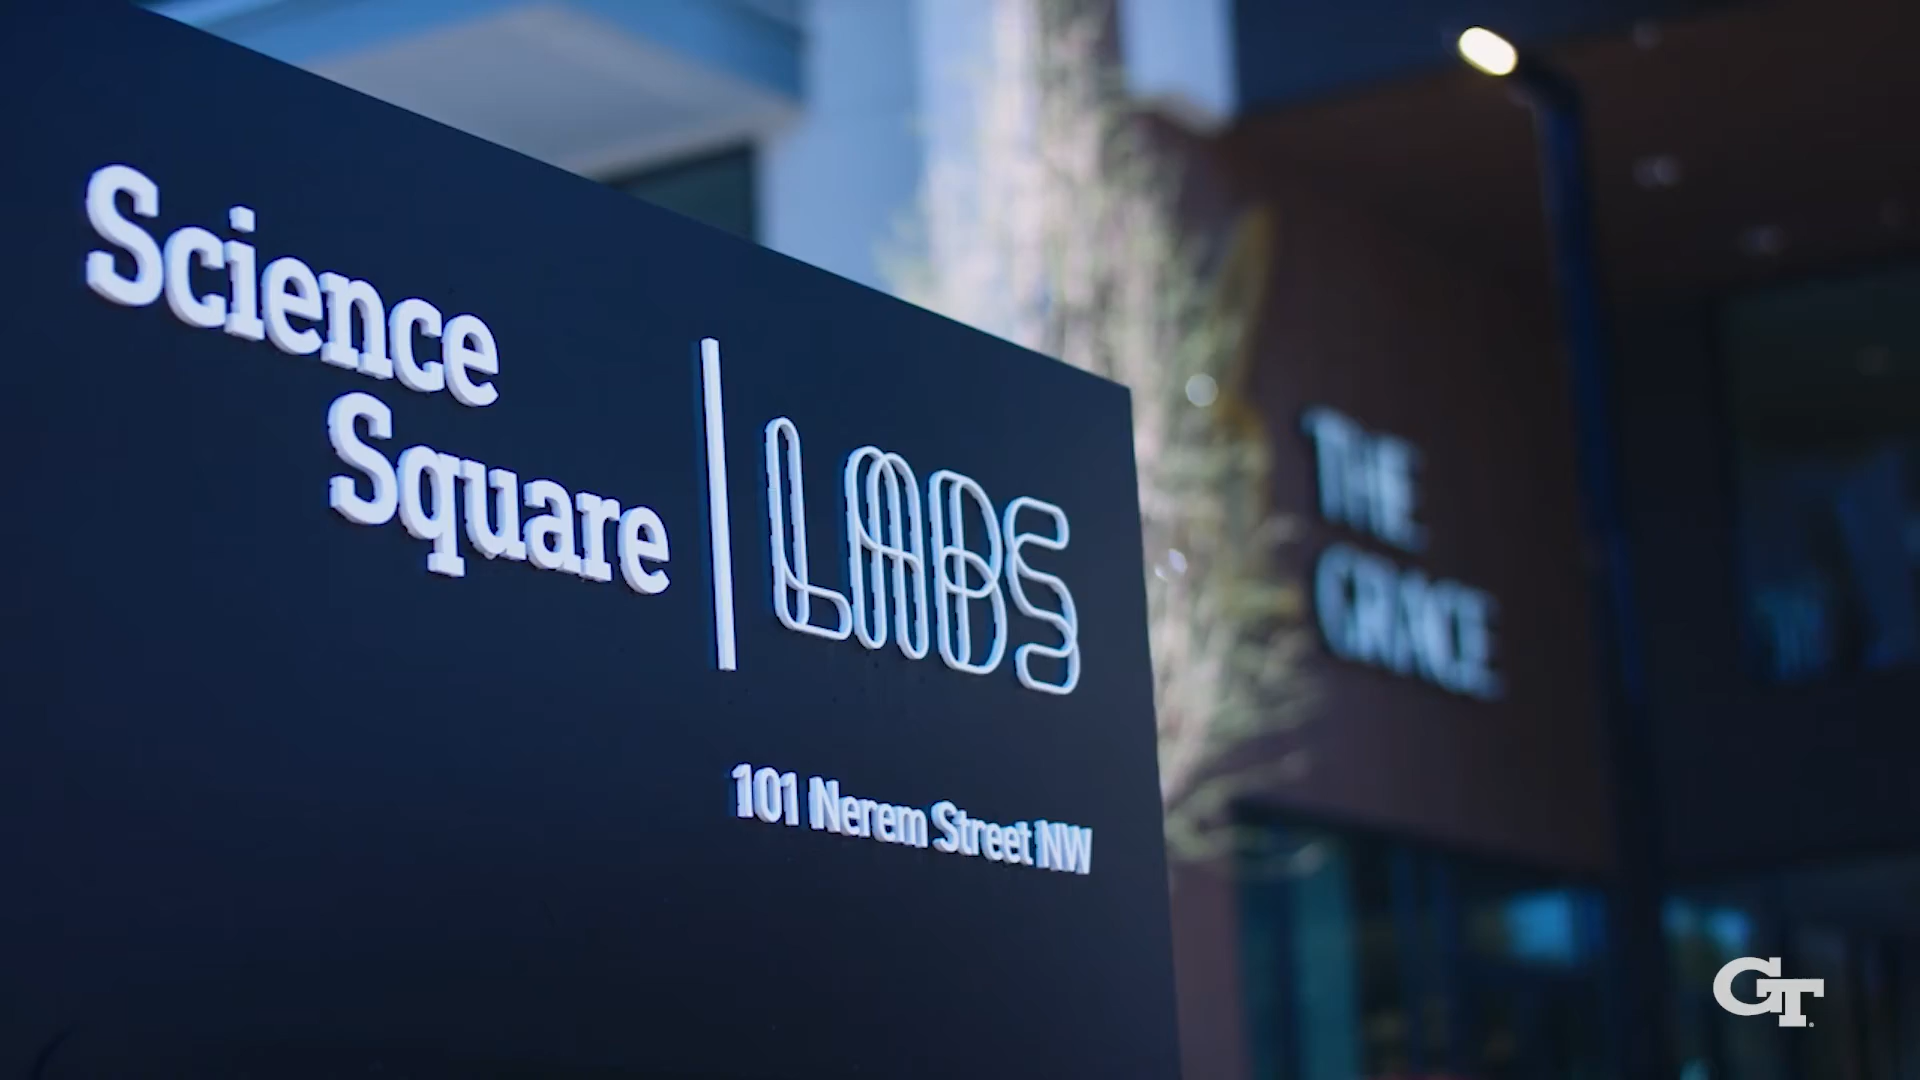 Science
Square
LABS
101 Nerem Street NW
THE
GRACE
GT